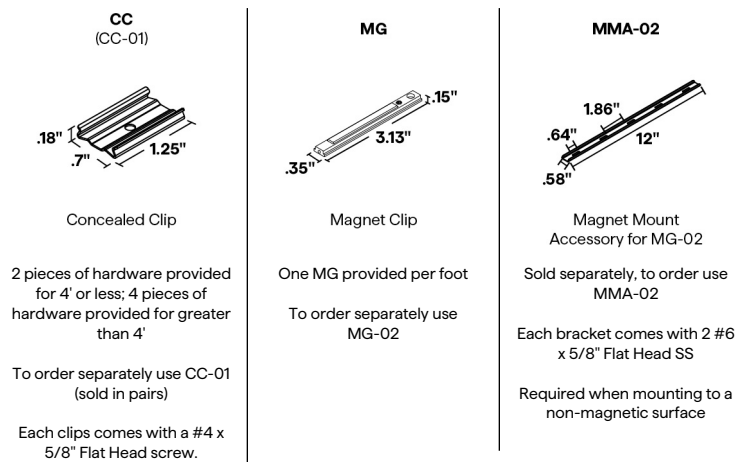 CC
(CC-01)
.18"
.7"
1.25"
Concealed Clip
2 pieces of hardware provided
for 4' or less; 4 pieces of
hardware provided for greater
than 4'
To order separately use CC-01
(sold in pairs)
Each clips comes with a #4 x
5/8" Flat Head screw.
MG
.15"
3.13"
.35"
Magnet Clip
One MG provided per foot
To order separately use
MG-02
MMA-02
1.86"
.64"
12"
.58"
Magnet Mount
Accessory for MG-02
Sold separately, to order use
MMA-02
Each bracket comes with 2 #6
x 5/8" Flat Head SS
Required when mounting to a
non-magnetic surface